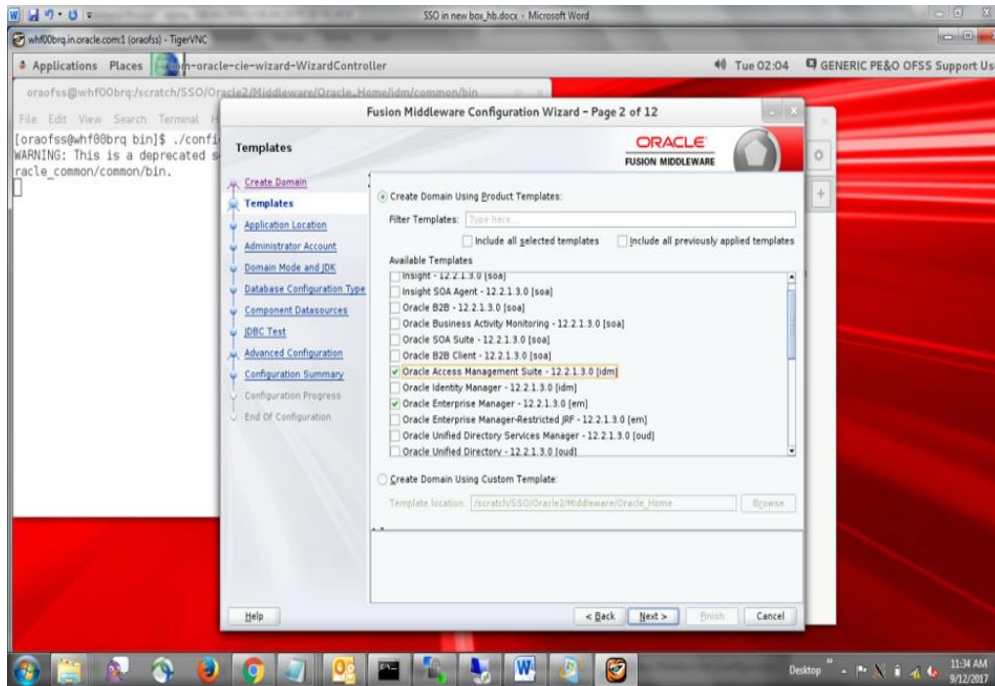 SSO in new box_hb.docx - Microsoft Word
whf00brq.in.oracle.com:1 (oraofss) - TigerVNC
Applications Places
n-oracle-cie-wizard-WizardController
Tue 02:04
GENERIC PE&O OFSS Support Us
oraofss@whf00brq:/scratch/SSO/Oracle2/Middleware/Oracle_Home/idm/common/bin
File Edit View Search Terminal H
[oraofss@whf00brq bin]$ ./confi
WARNING: This is a deprecated s
racle_common/common/bin.
Fusion Middleware Configuration Wizard - Page 2 of 12
Templates
ORACLE
FUSION MIDDLEWARE
Create Domain
Templates
Application Location
Administrator Account
Domain Mode and JDK
Database Configuration Type
Component Datasources
JDBC Test
Advanced Configuration
Configuration Summary
Configuration Progress
End Of Configuration
Create Domain Using Product Templates:
Filter Templates: Type here...
Include all selected templates
Include all previously applied templates
Available Templates
Insight - 12.2.1.3.0 [soa]
Insight SOA Agent - 12.2.1.3.0 [soa]
Oracle B2B - 12.2.1.3.0 [soa]
Oracle Business Activity Monitoring - 12.2.1.3.0 [soa]
Oracle SOA Suite - 12.2.1.3.0 [soa]
Oracle B2B Client - 12.2.1.3.0 [soa]
Oracle Access Management Suite - 12.2.1.3.0 [idm]
Oracle Identity Manager - 12.2.1.3.0 [idm]
Oracle Enterprise Manager - 12.2.1.3.0 [em]
Oracle Enterprise Manager-Restricted JRF - 12.2.1.3.0 [em]
Oracle Unified Directory Services Manager - 12.2.1.3.0 [oud]
Oracle Unified Directory - 12.2.1.3.0 [oud]
Create Domain Using Custom Template:
Template location: /scratch/SSO/Oracle2/Middleware/Oracle_Home
Browse
Help
< Back
Next >
Finish
Cancel
Desktop
11:34 AM
9/12/2017